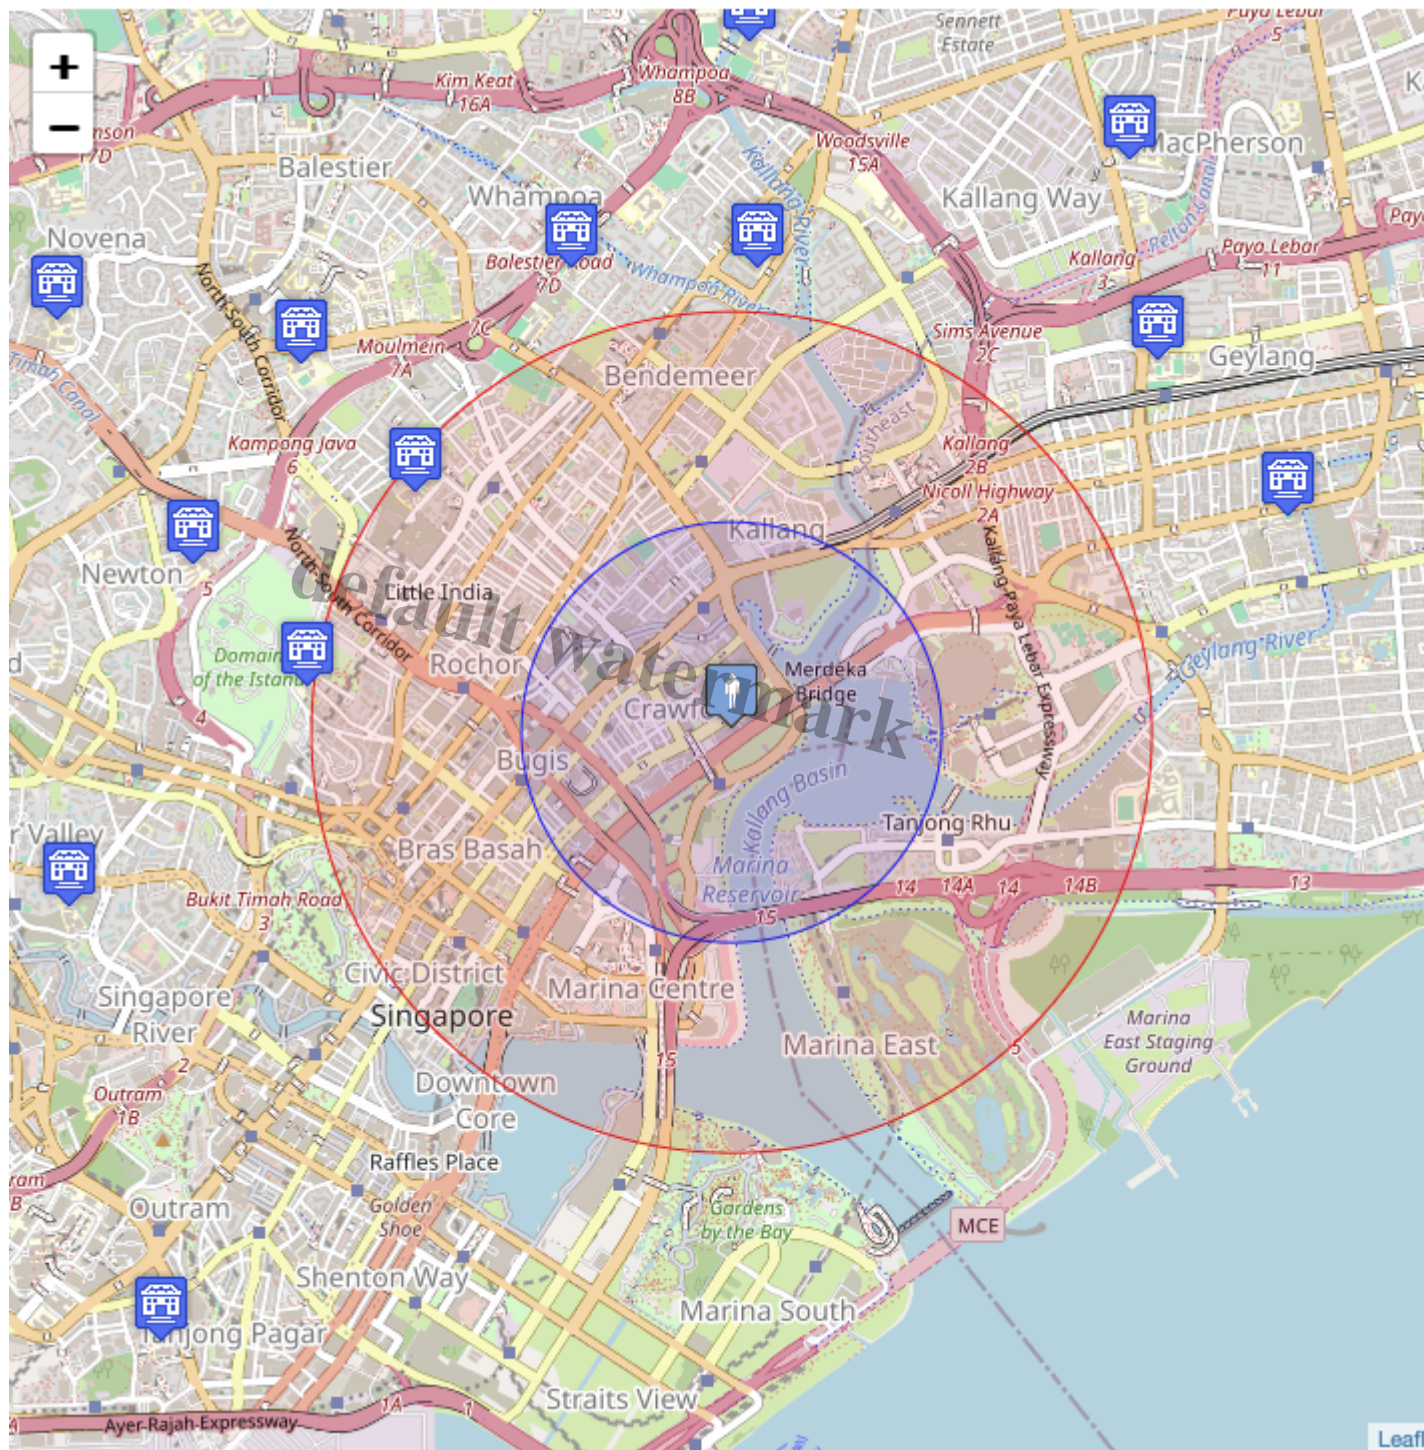 +
−
Sennett
Estate
Paya Lebar
5
Kim Keat
16A
Whampoa
8B
17D
Balestier
Woodsville
15A
MacPherson
Kallang River
Whampoa
Kallang Way
Pelton Canal
Novena
Balestier Road
7D
Whampoa River
Kallang
3
Paya Lebar
11
North-South Corridor
7C
Moulmein
7A
Sims Avenue
2C
Geylang
Bendemeer
Timah Canal
Southeast
Kampong Java
6
Kallang
2B
Nicoll Highway
2A
Kallang
Newton
5
North-South Corridor
Little India
Kallang-Paya Lebar Expressway
default watermark
Rochor
Domain
of the Istana
Merdeka
Bridge
Geylang River
4
Bugis
Kallang Basin
Tanjong Rhu
r Valley
Bras Basah
Marina
Reservoir
14
14A
14
14B
13
Bukit Timah Road
3
15
Civic District
Singapore
River
Marina Centre
Singapore
Marina East
5
Marina
East Staging
Ground
15
2
Outram
1B
Downtown
Core
Raffles Place
Outram
Golden
Shoe
Gardens
by the Bay
MCE
Shenton Way
Marina South
Tanjong Pagar
Straits View
1A
1
Ayer-Rajah-Expressway
Leafl